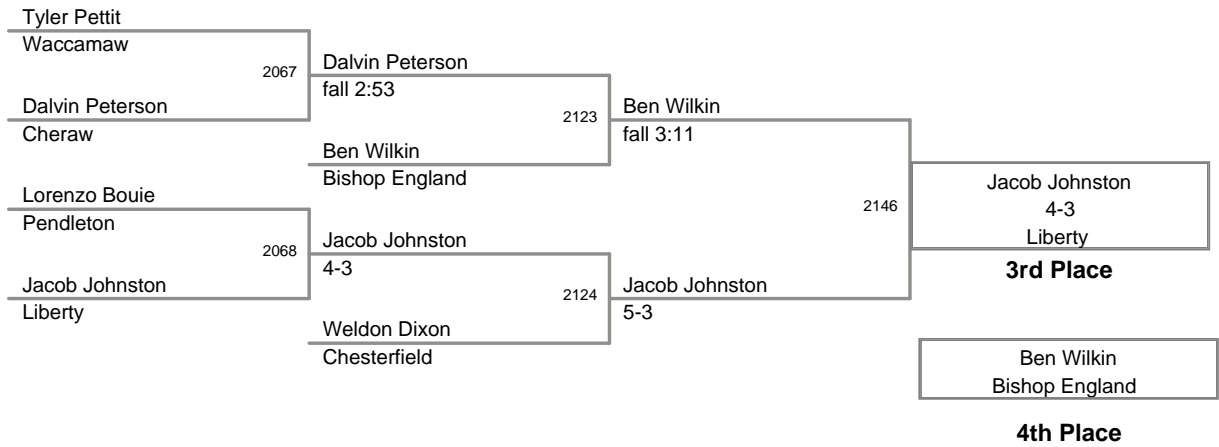 Tyler Pettit
Waccamaw
2067
Dalvin Peterson
fall 2:53
Dalvin Peterson
Cheraw
2123
Ben Wilkin
fall 3:11
Ben Wilkin
Bishop England
Lorenzo Bouie
Pendleton
2146
Jacob Johnston
4-3
Liberty
3rd Place
2068
Jacob Johnston
4-3
Jacob Johnston
Liberty
2124
Jacob Johnston
5-3
Weldon Dixon
Chesterfield
Ben Wilkin
Bishop England
4th Place